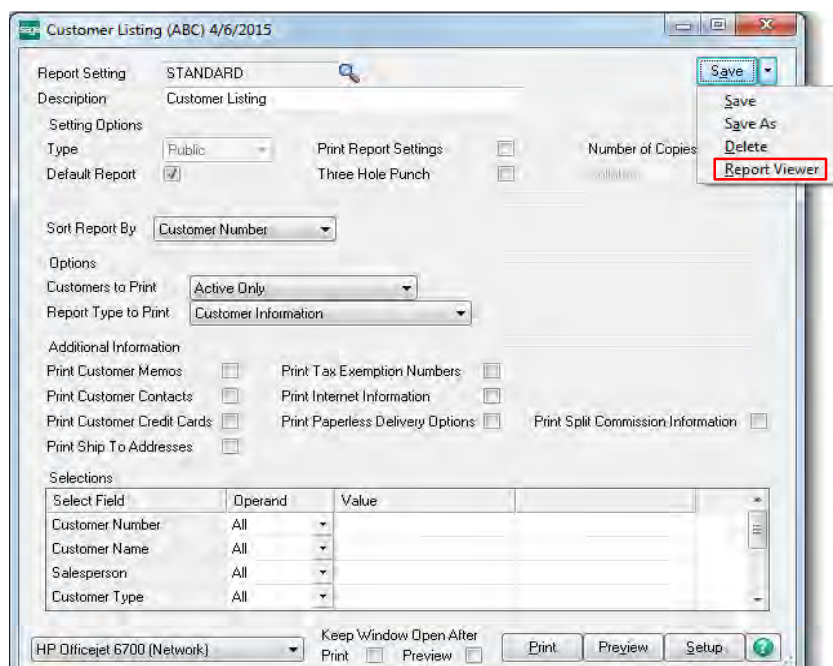 sage Customer Listing (ABC) 4/6/2015
Report Setting STANDARD Save
Description Customer Listing Save
Setting Options Save As
Type Public Print Report Settings Number of Copies Delete
Default Report Three Hole Punch Report Viewer
Sort Report By Customer Number
Options
Customers to Print Active Only
Report Type to Print Customer Information
Additional Information
Print Customer Memos Print Tax Exemption Numbers
Print Customer Contacts Print Internet Information
Print Customer Credit Cards Print Paperless Delivery Options Print Split Commission Information
Print Ship To Addresses
Selections
Select Field Operand Value
Customer Number All
Customer Name All
Salesperson All
Customer Type All
HP Officejet 6700 (Network) Keep Window Open After
Print Preview Print Preview Setup